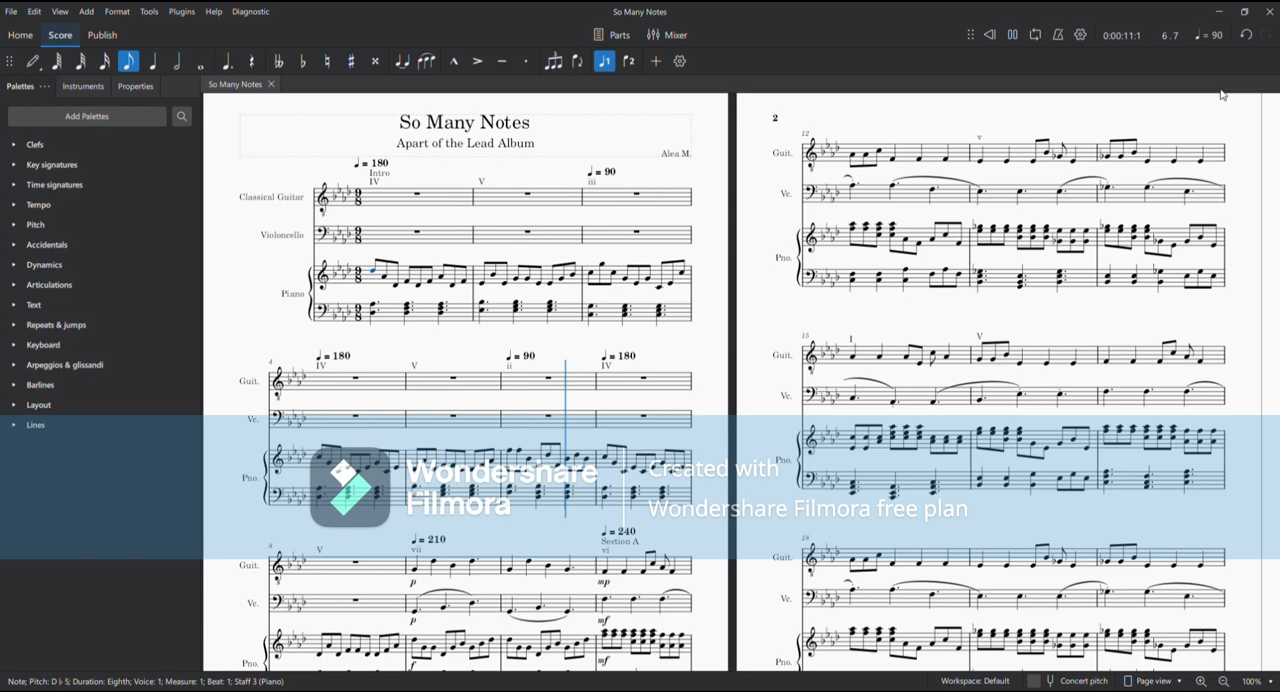 File Edit View Add Format Tools Plugins Help Diagnostic
So Many Notes
Home Score Publish
Parts Mixer
0:00:11:1 6 . 7 ♩ = 90
Palettes Instruments Properties
So Many Notes
Add Palettes
Clefs
Key signatures
Time signatures
Tempo
Pitch
Accidentals
Dynamics
Articulations
Text
Repeats & jumps
Keyboard
Arpeggios & glissandi
Barlines
Layout
Lines
So Many Notes
Apart of the Lead Album
Alea M.
♩ = 180
Intro
IV V iii
♩ = 90
Classical Guitar
Violoncello
Piano
4
♩ = 180 ♩ = 90 ♩ = 180
IV V ii IV
Guit.
Vc.
Pno.
8
V
♩ = 210
vii
♩ = 240
Section A
vi
Guit.
p mp
Vc.
p mf
Pno.
f mf
2
12
v
Guit.
Vc.
Pno.
15
I V
Guit.
Vc.
Pno.
18
Guit.
Vc.
Pno.
Wondershare
Filmora
Created with
Wondershare Filmora free plan
Note; Pitch: D♭5; Duration: Eighth; Voice: 1; Measure: 1; Beat: 1; Staff 3 (Piano)
Workspace: Default Concert pitch Page view 100%